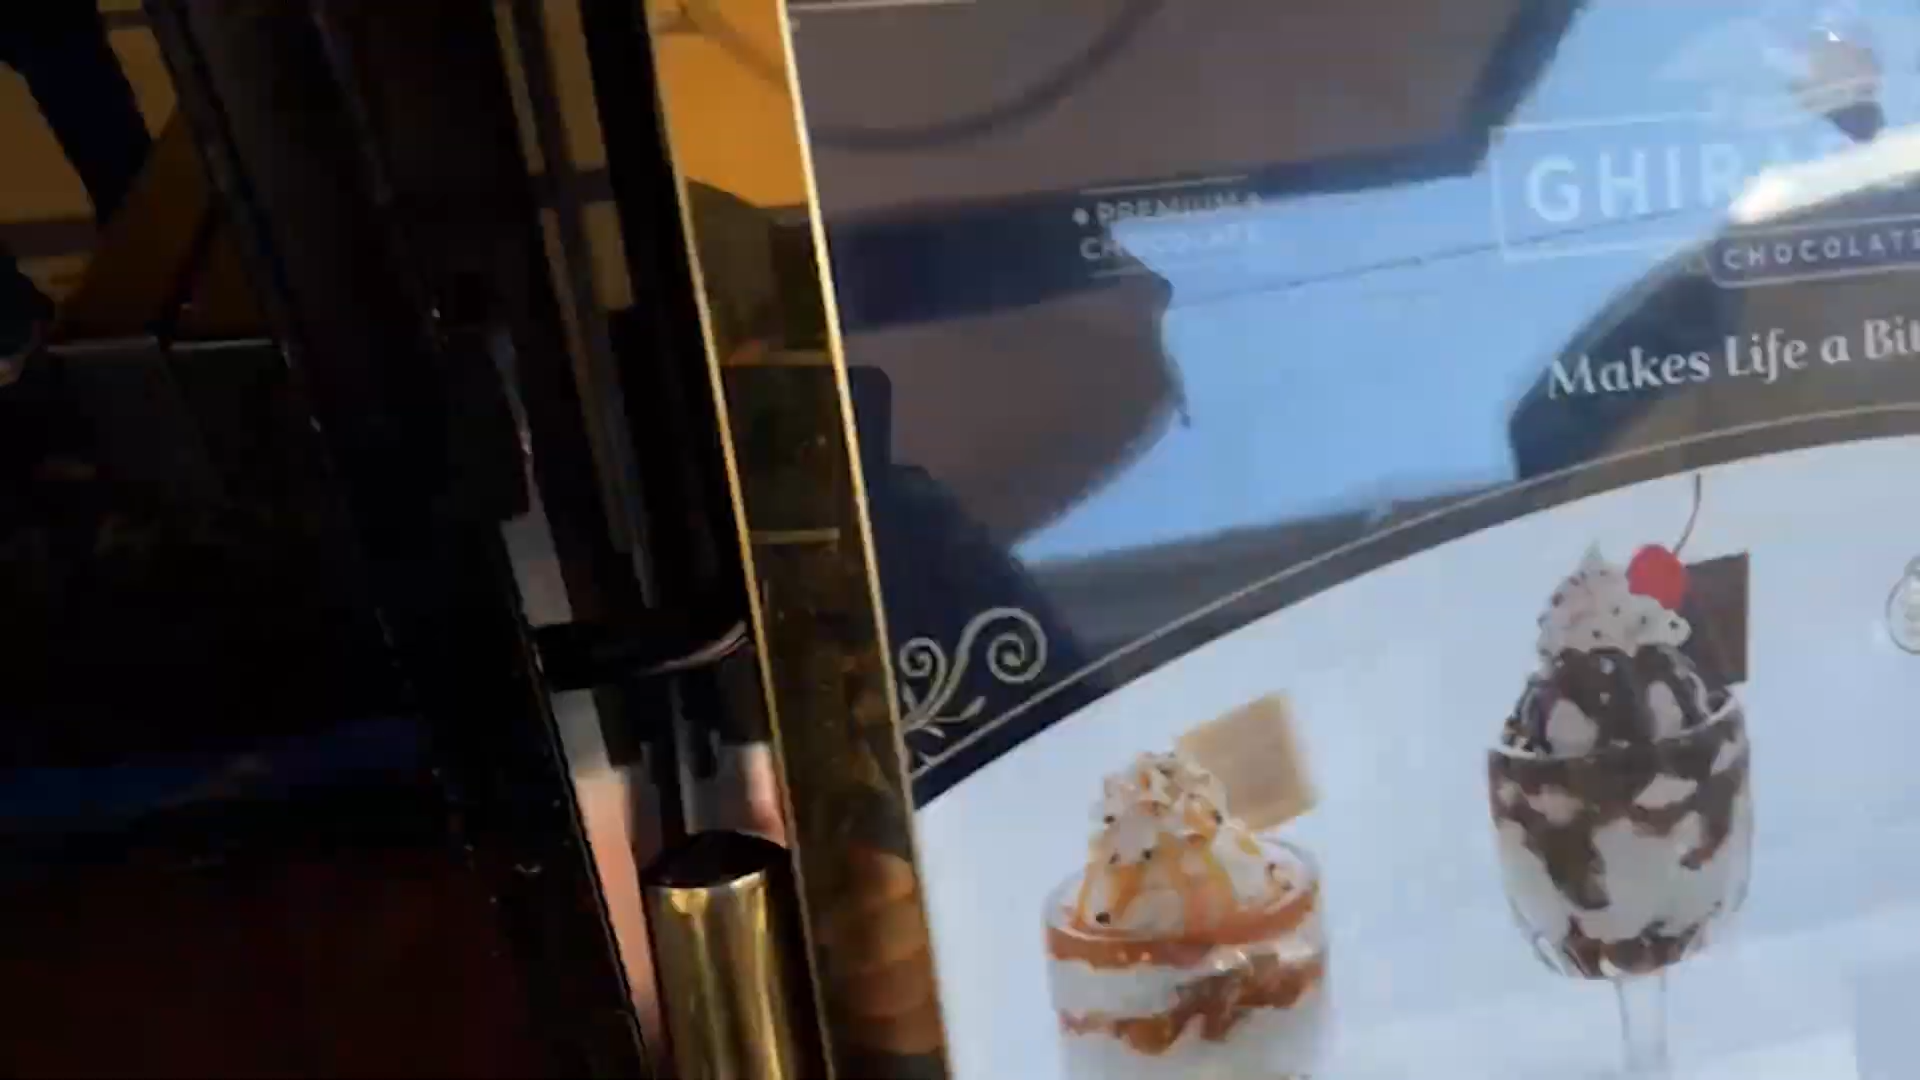 PREMIUM
CHOCOLATE
GHIR
CHOCOLATE
Makes Life a Bit